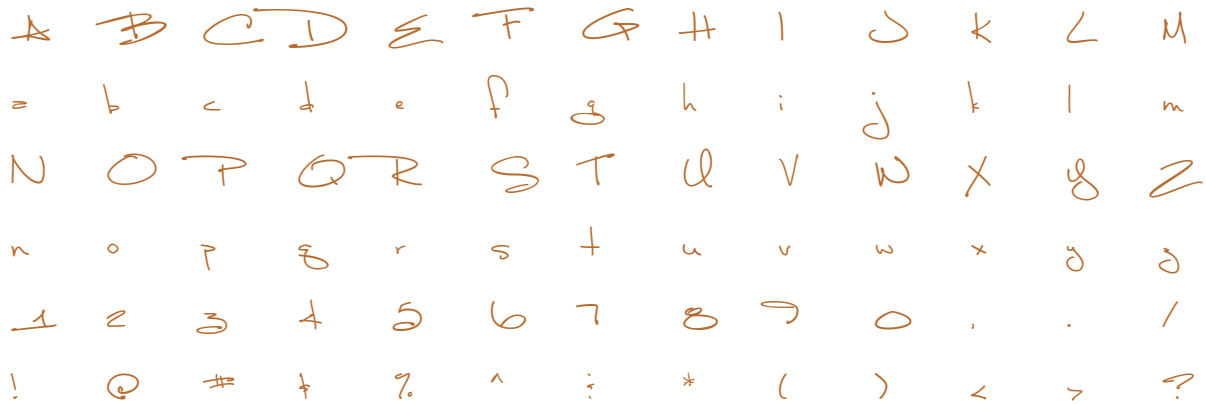 A B C D E F G H I J K L M
a b c d e f g h i j k l m
N O P Q R S T U V W X Y Z
n o p q r s t u v w x y z
1 2 3 4 5 6 7 8 9 0 , . /
! @ # $ % ^ & * ( ) < > ?